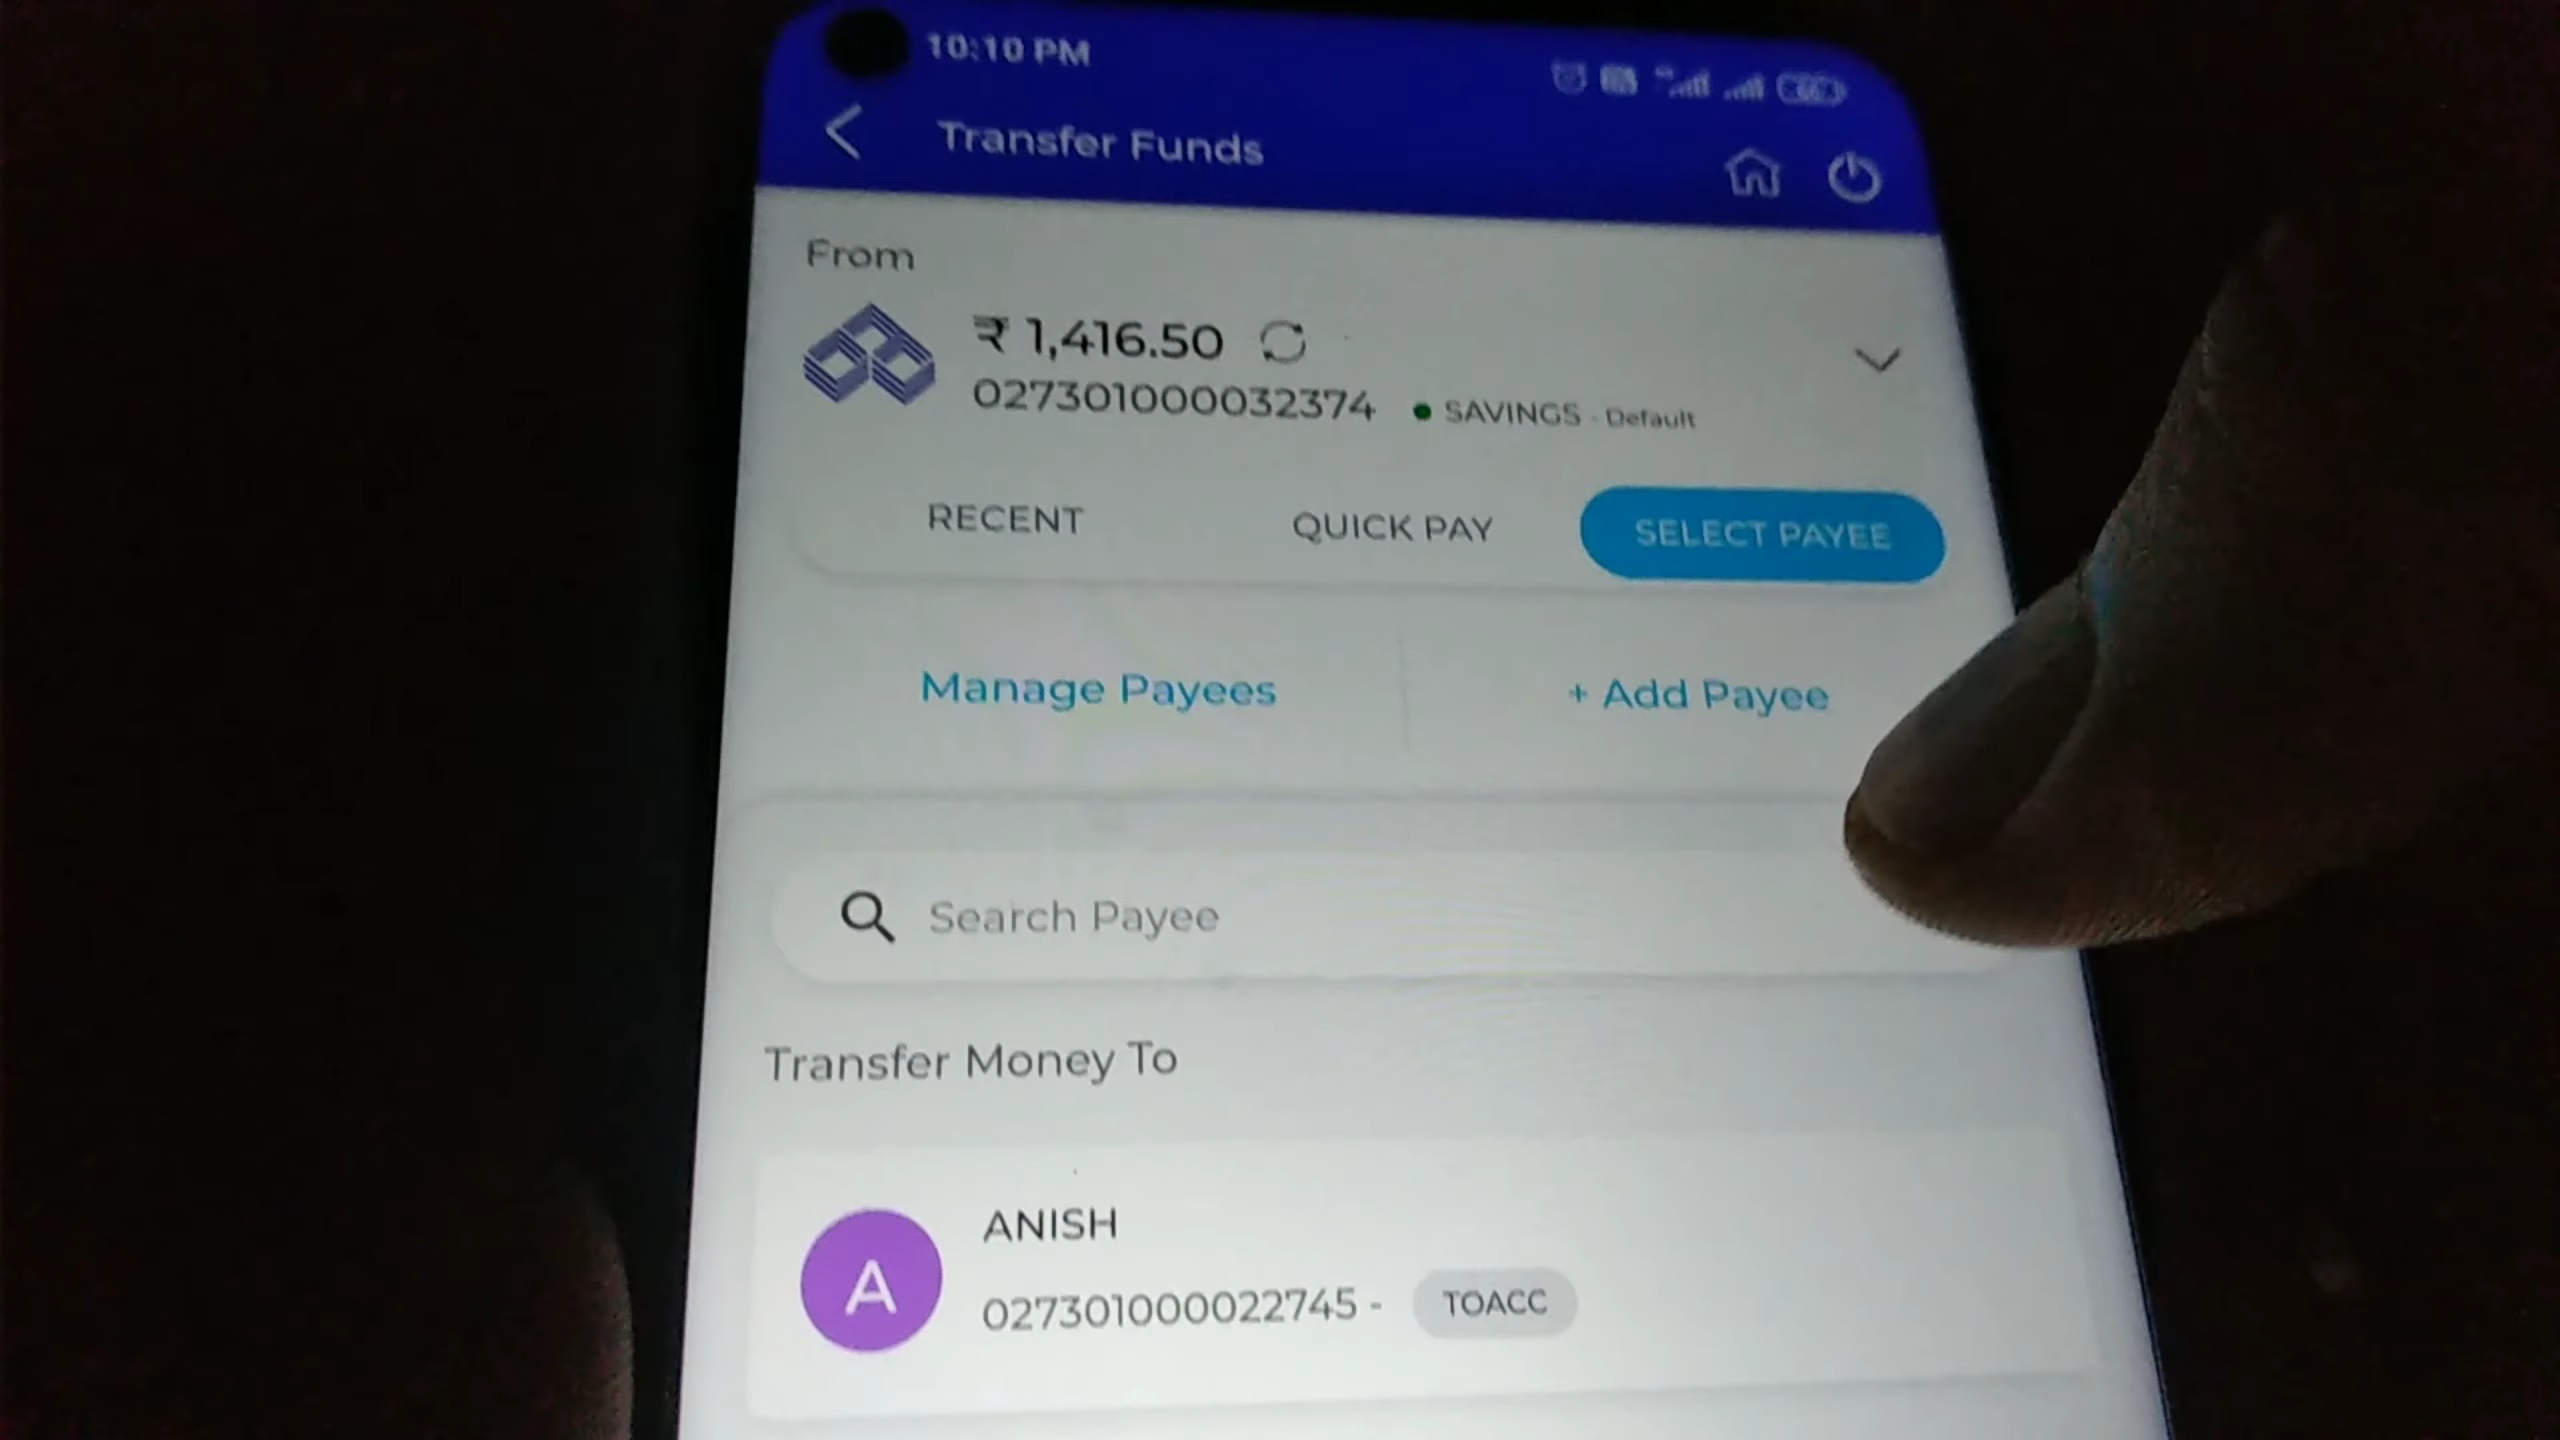 10:10 PM
Transfer Funds
From
₹ 1,416.50
027301000032374 • SAVINGS - Default
RECENT
QUICK PAY
SELECT PAYEE
Manage Payees
+ Add Payee
Search Payee
Transfer Money To
A
ANISH
027301000022745 - TOACC